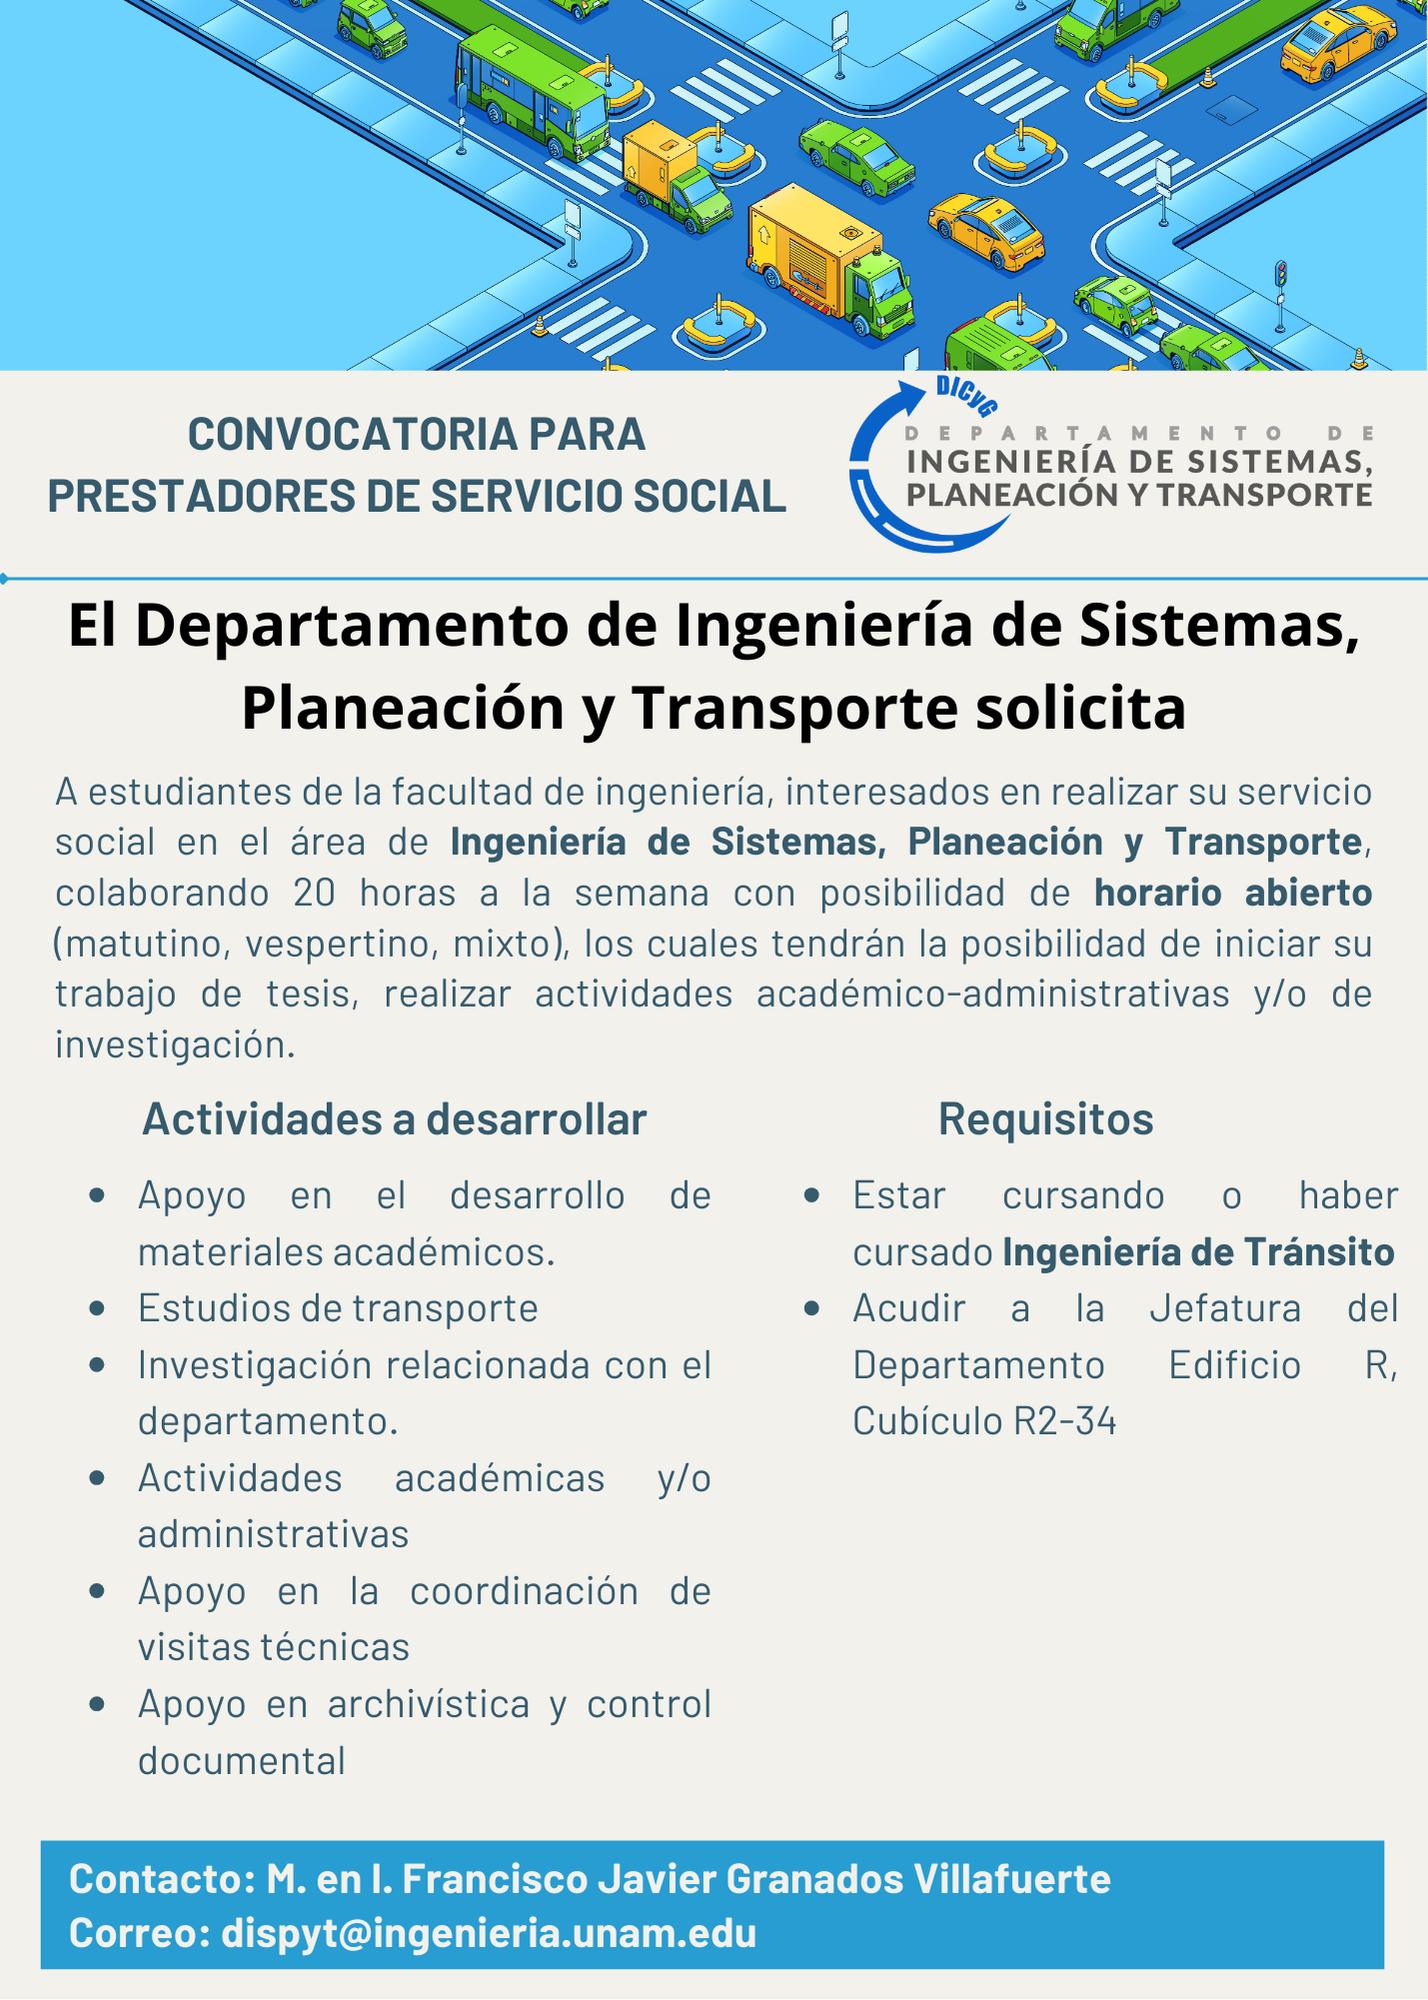 CONVOCATORIA PARA
PRESTADORES DE SERVICIO SOCIAL
DICyG
DEPARTAMENTO DE
INGENIERÍA DE SISTEMAS,
PLANEACIÓN Y TRANSPORTE
El Departamento de Ingeniería de Sistemas,
Planeación y Transporte solicita
A estudiantes de la facultad de ingeniería, interesados en realizar su servicio
social en el área de Ingeniería de Sistemas, Planeación y Transporte,
colaborando 20 horas a la semana con posibilidad de horario abierto
(matutino, vespertino, mixto), los cuales tendrán la posibilidad de iniciar su
trabajo de tesis, realizar actividades académico-administrativas y/o de
investigación.
Actividades a desarrollar
• Apoyo en el desarrollo de
materiales académicos.
• Estudios de transporte
• Investigación relacionada con el
departamento.
• Actividades académicas y/o
administrativas
• Apoyo en la coordinación de
visitas técnicas
• Apoyo en archivística y control
documental
Requisitos
• Estar cursando o haber
cursado Ingeniería de Tránsito
• Acudir a la Jefatura del
Departamento Edificio R,
Cubículo R2-34
Contacto: M. en I. Francisco Javier Granados Villafuerte
Correo: dispyt@ingenieria.unam.edu